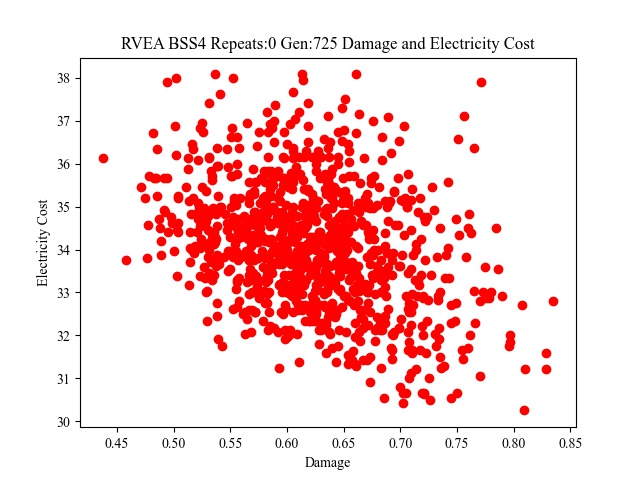 RVEA BSS4 Repeats:0 Gen:725 Damage and Electricity Cost
38
37
36
35
34
33
32
31
30
Electricity Cost
0.45 0.50 0.55 0.60 0.65 0.70 0.75 0.80 0.85
Damage